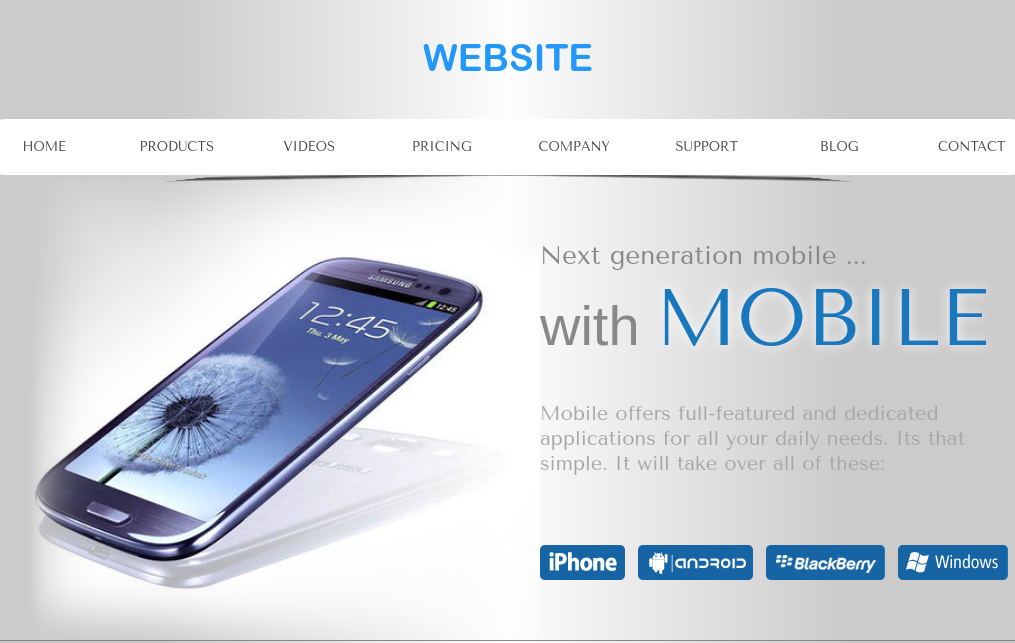 WEBSITE
HOME PRODUCTS VIDEOS PRICING COMPANY SUPPORT BLOG CONTACT
Next generation mobile ...
with MOBILE
SAMSUNG
12:45
12:45
Thu, 3 May
Mobile offers full-featured and dedicated
applications for all your daily needs. Its that
simple. It will take over all of these:
iPhone
android
BlackBerry
Windows